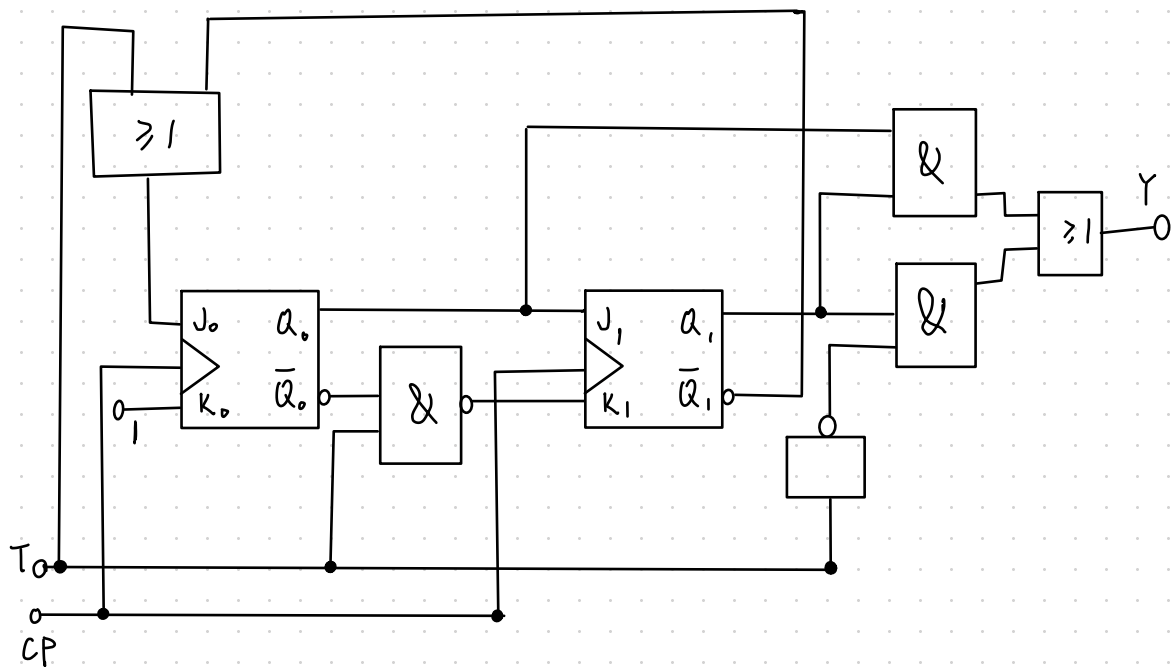 ≥1
&
Y
≥1
&
J₀ Q₀
K₀ Q̅₀
1
&
J₁ Q₁
K₁ Q̅₁
T
CP